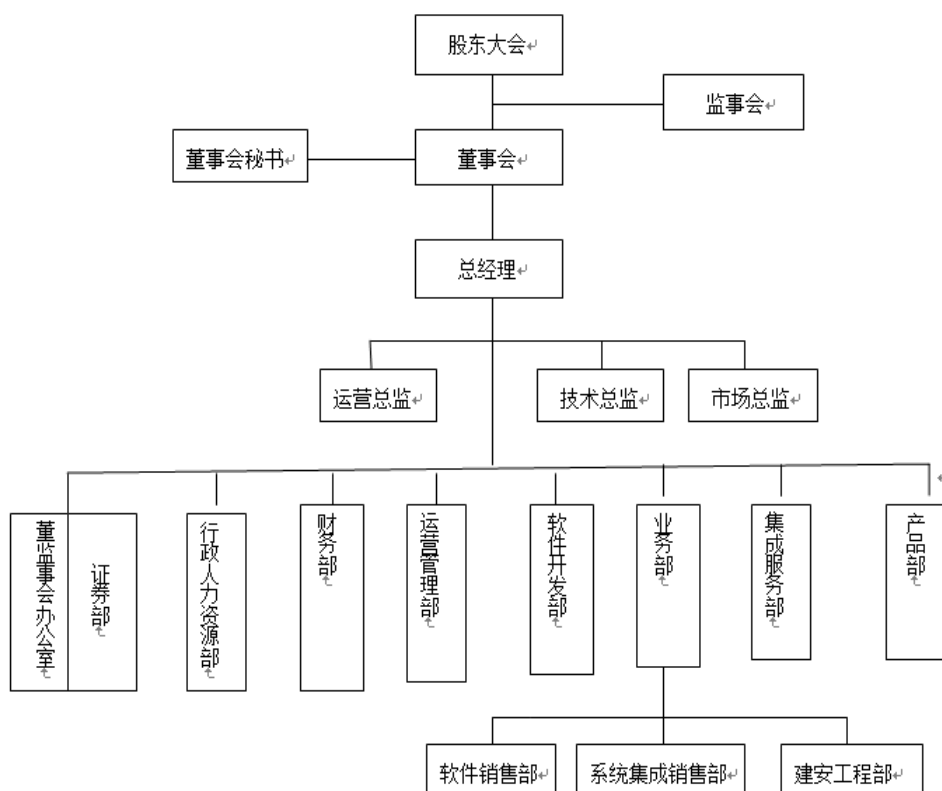 股东大会
监事会
董事会秘书
董事会
总经理
运营总监
技术总监
市场总监
董监事会办公室
证券部
行政人力资源部
财务部
运营管理部
软件开发部
业务部
集成服务部
产品部
软件销售部
系统集成销售部
建安工程部